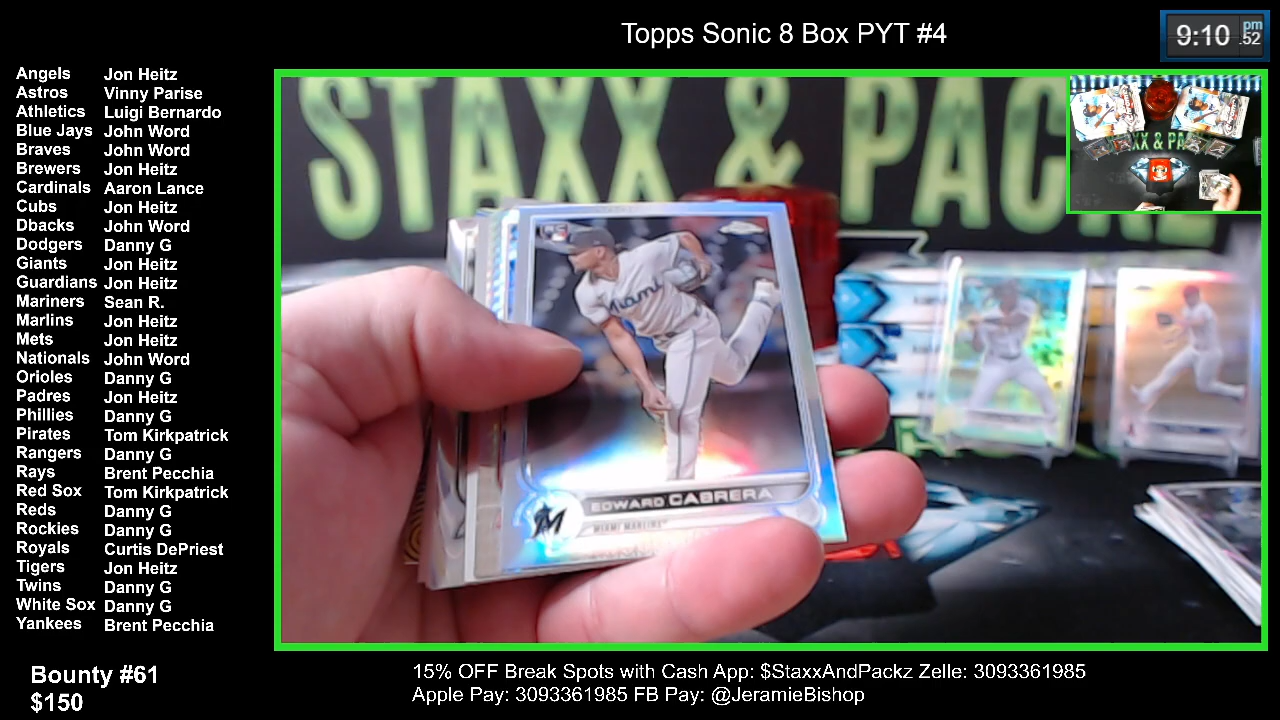 Topps Sonic 8 Box PYT #4
9:10 pm .52
Angels Jon Heitz
Astros Vinny Parise
Athletics Luigi Bernardo
Blue Jays John Word
Braves John Word
Brewers Jon Heitz
Cardinals Aaron Lance
Cubs Jon Heitz
Dbacks John Word
Dodgers Danny G
Giants Jon Heitz
Guardians Jon Heitz
Mariners Sean R.
Marlins Jon Heitz
Mets Jon Heitz
Nationals John Word
Orioles Danny G
Padres Jon Heitz
Phillies Danny G
Pirates Tom Kirkpatrick
Rangers Danny G
Rays Brent Pecchia
Red Sox Tom Kirkpatrick
Reds Danny G
Rockies Danny G
Royals Curtis DePriest
Tigers Jon Heitz
Twins Danny G
White Sox Danny G
Yankees Brent Pecchia
STAXX & PAC
XX & PA
RC
Miami
EDWARD CABRERA
MIAMI MARLINS
M
Bounty #61
$150
15% OFF Break Spots with Cash App: $StaxxAndPackz Zelle: 3093361985
Apple Pay: 3093361985 FB Pay: @JeramieBishop